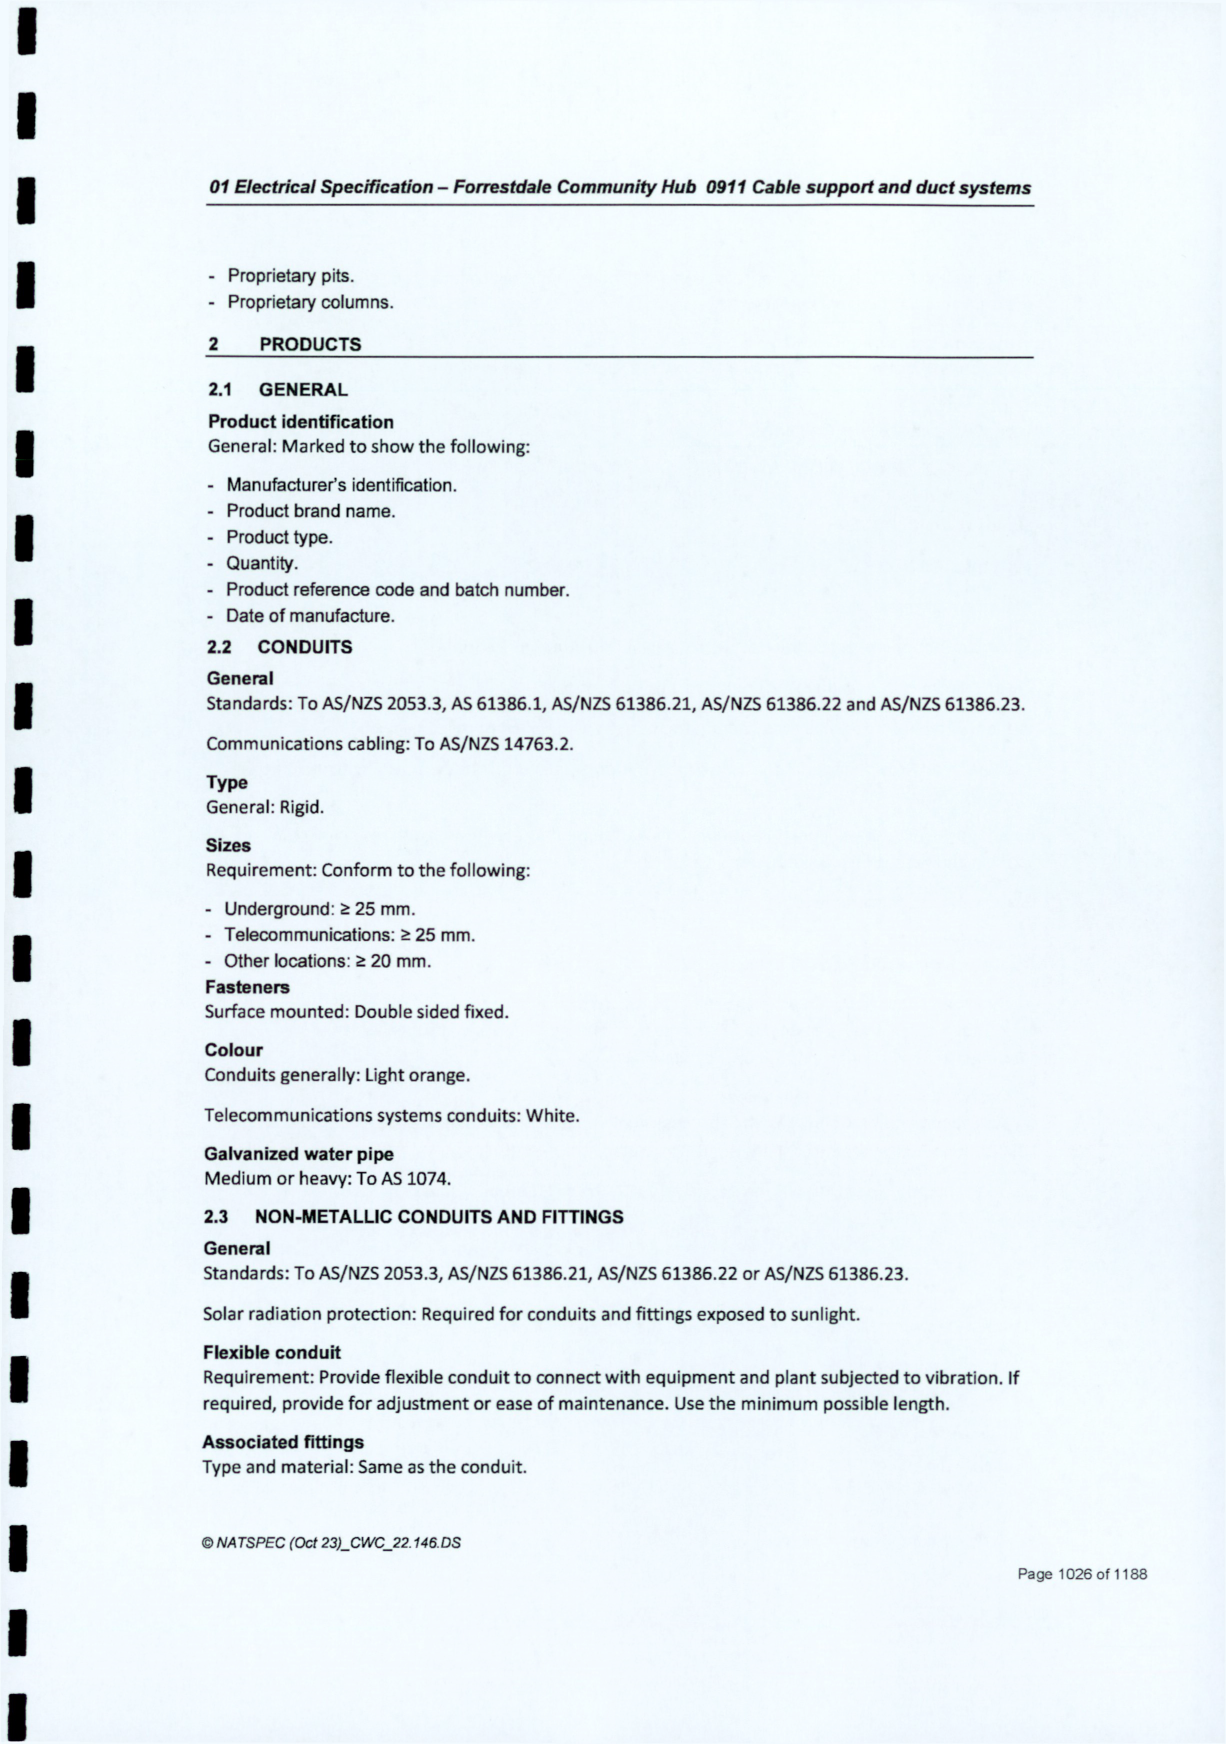 01 Electrical Specification – Forrestdale Community Hub 0911 Cable support and duct systems
- Proprietary pits.
- Proprietary columns.
2 PRODUCTS
2.1 GENERAL
Product identification
General: Marked to show the following:
- Manufacturer's identification.
- Product brand name.
- Product type.
- Quantity.
- Product reference code and batch number.
- Date of manufacture.
2.2 CONDUITS
General
Standards: To AS/NZS 2053.3, AS 61386.1, AS/NZS 61386.21, AS/NZS 61386.22 and AS/NZS 61386.23.
Communications cabling: To AS/NZS 14763.2.
Type
General: Rigid.
Sizes
Requirement: Conform to the following:
- Underground: ≥ 25 mm.
- Telecommunications: ≥ 25 mm.
- Other locations: ≥ 20 mm.
Fasteners
Surface mounted: Double sided fixed.
Colour
Conduits generally: Light orange.
Telecommunications systems conduits: White.
Galvanized water pipe
Medium or heavy: To AS 1074.
2.3 NON-METALLIC CONDUITS AND FITTINGS
General
Standards: To AS/NZS 2053.3, AS/NZS 61386.21, AS/NZS 61386.22 or AS/NZS 61386.23.
Solar radiation protection: Required for conduits and fittings exposed to sunlight.
Flexible conduit
Requirement: Provide flexible conduit to connect with equipment and plant subjected to vibration. If
required, provide for adjustment or ease of maintenance. Use the minimum possible length.
Associated fittings
Type and material: Same as the conduit.
© NATSPEC (Oct 23)_CWC_22.146.DS
Page 1026 of 1188